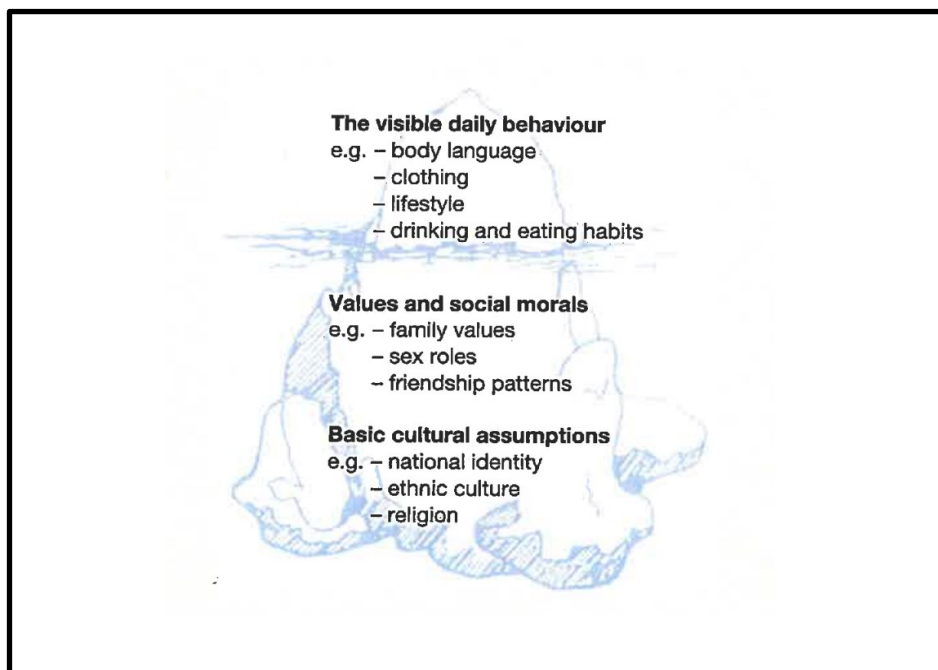 The visible daily behaviour
e.g. – body language
– clothing
– lifestyle
– drinking and eating habits
Values and social morals
e.g. – family values
– sex roles
– friendship patterns
Basic cultural assumptions
e.g. – national identity
– ethnic culture
– religion